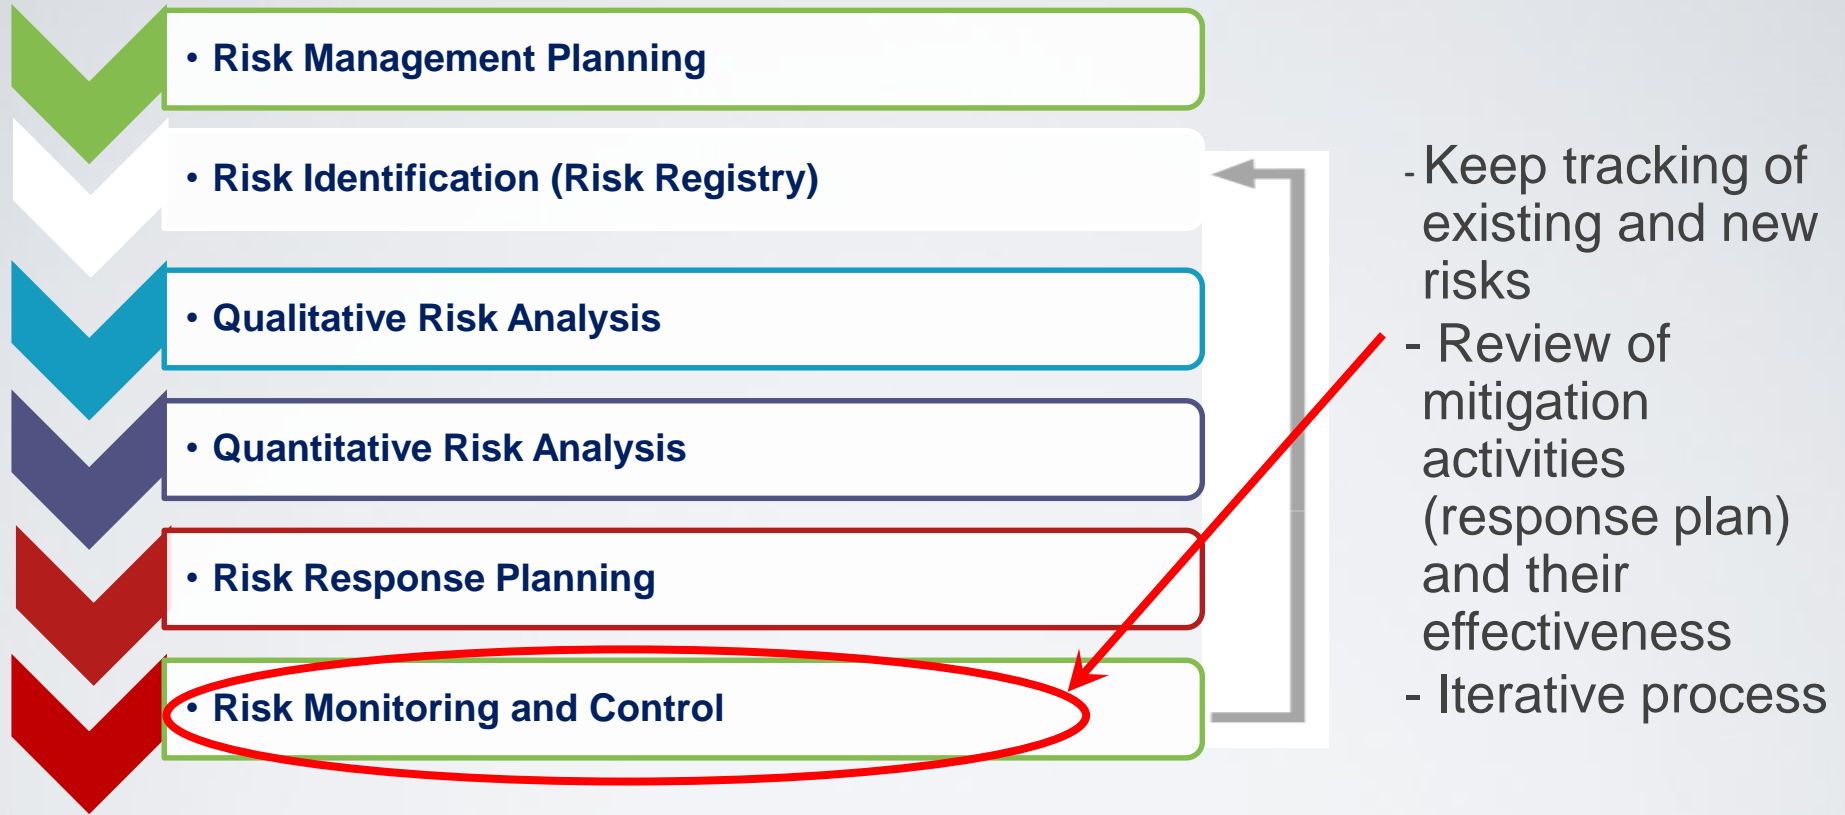 • Risk Management Planning
• Risk Identification (Risk Registry)
• Qualitative Risk Analysis
• Quantitative Risk Analysis
• Risk Response Planning
• Risk Monitoring and Control
- Keep tracking of
existing and new
risks
- Review of
mitigation
activities
(response plan)
and their
effectiveness
- Iterative process